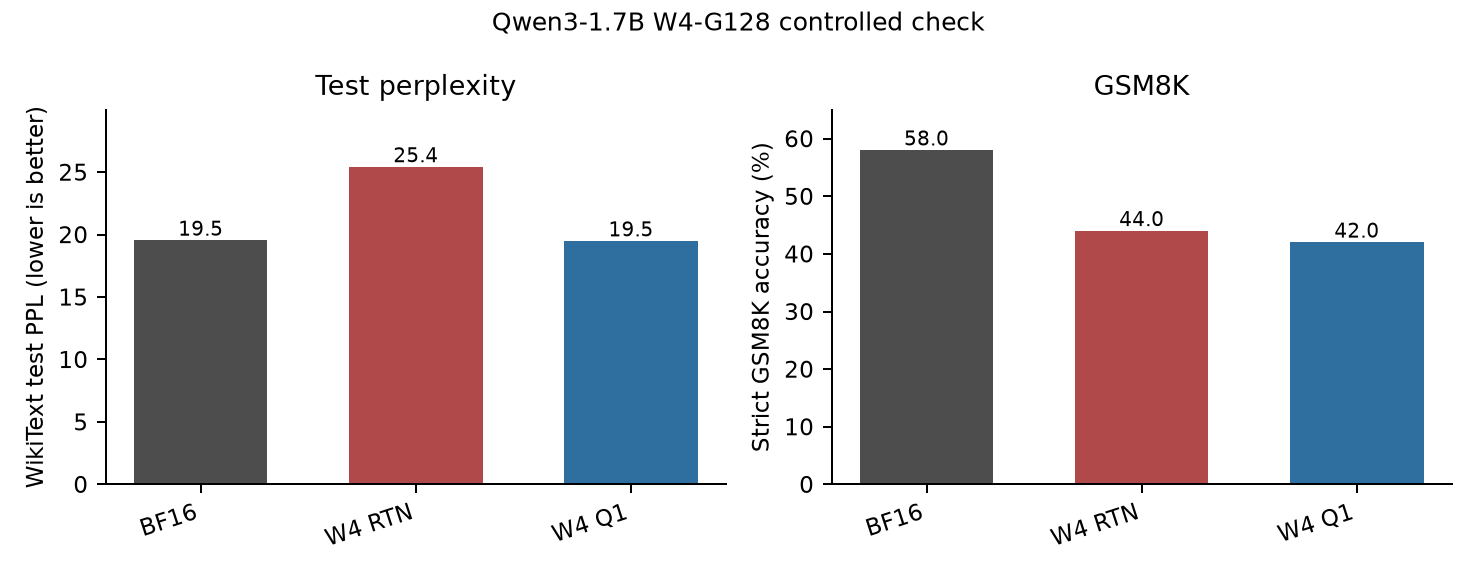 Qwen3-1.7B W4-G128 controlled check
Test perplexity
WikiText test PPL (lower is better)
25
20
15
10
5
0
19.5
25.4
19.5
BF16
W4 RTN
W4 Q1
GSM8K
Strict GSM8K accuracy (%)
60
50
40
30
20
10
0
58.0
44.0
42.0
BF16
W4 RTN
W4 Q1